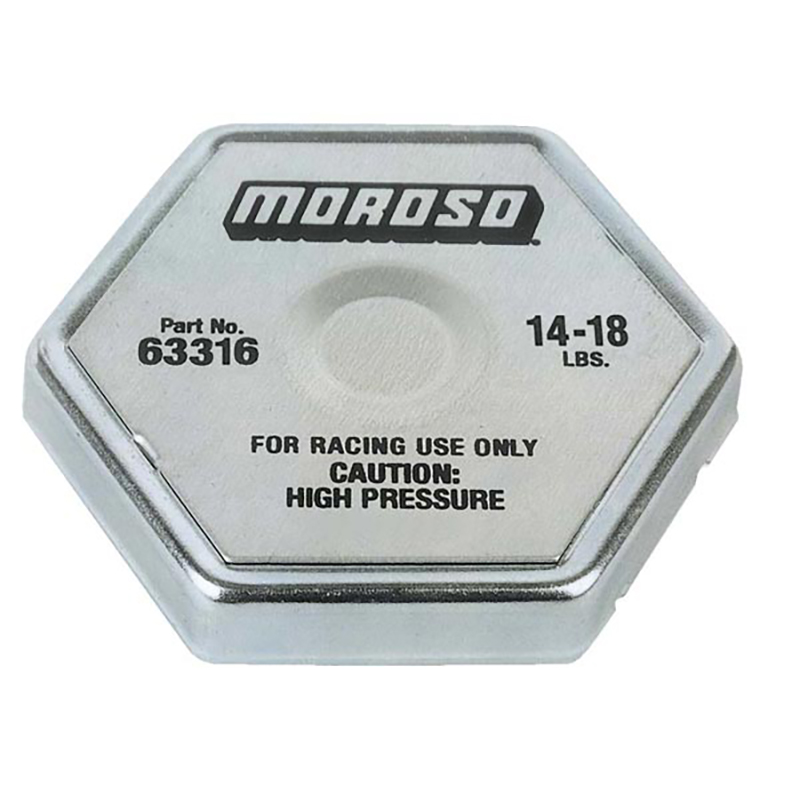 MOROSO
Part No.
63316
14-18
LBS.
FOR RACING USE ONLY
CAUTION:
HIGH PRESSURE